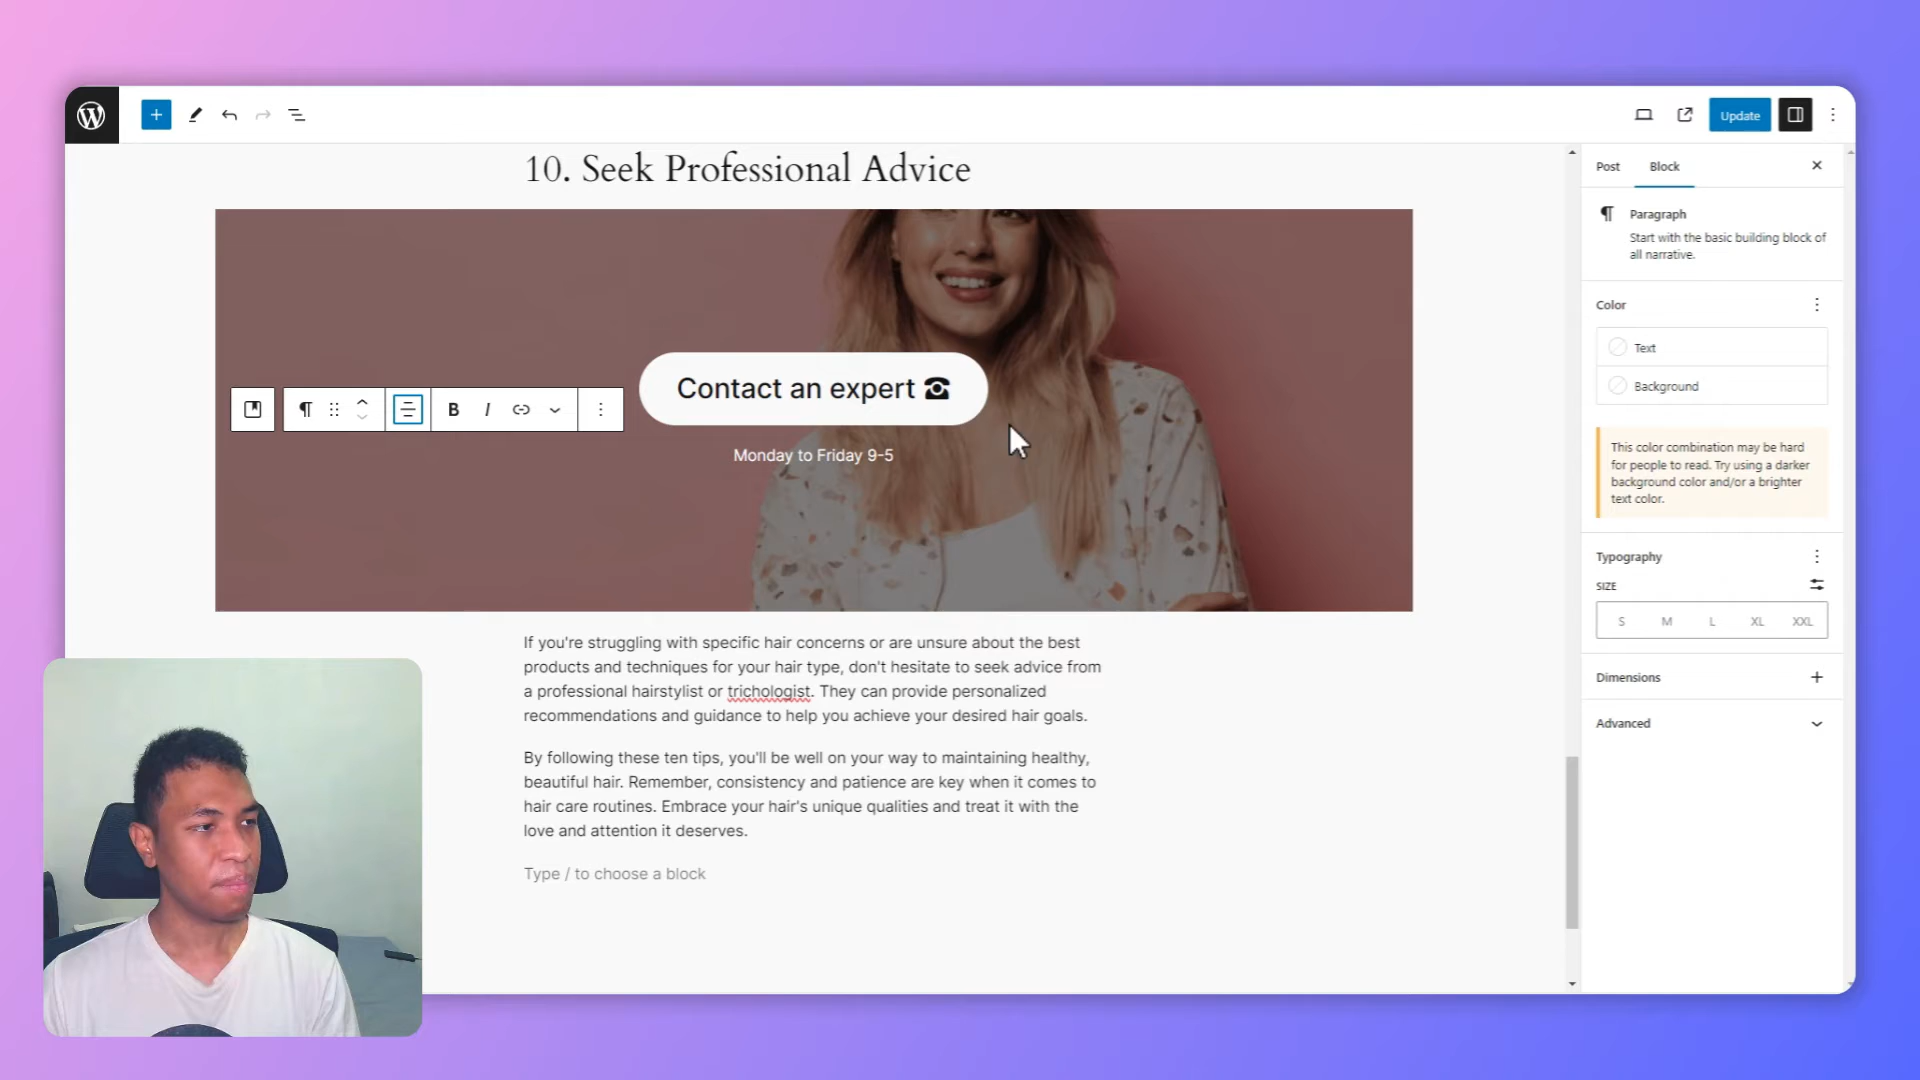 Update
10. Seek Professional Advice
Post
Block
Paragraph
Start with the basic building block of
all narrative.
Color
Text
Background
Contact an expert ☎
B I
Monday to Friday 9-5
This color combination may be hard
for people to read. Try using a darker
background color and/or a brighter
text color.
Typography
SIZE
S M L XL XXL
Dimensions
Advanced
If you're struggling with specific hair concerns or are unsure about the best
products and techniques for your hair type, don't hesitate to seek advice from
a professional hairstylist or trichologist. They can provide personalized
recommendations and guidance to help you achieve your desired hair goals.
By following these ten tips, you'll be well on your way to maintaining healthy,
beautiful hair. Remember, consistency and patience are key when it comes to
hair care routines. Embrace your hair's unique qualities and treat it with the
love and attention it deserves.
Type / to choose a block